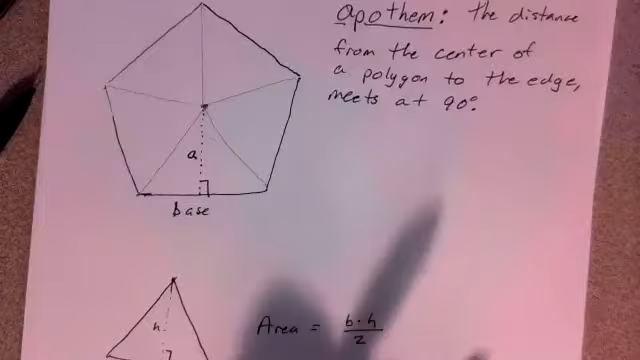 apothem: the distance
from the center of
a polygon to the edge,
meets at 90°.
a
base
h
Area = b·h
2